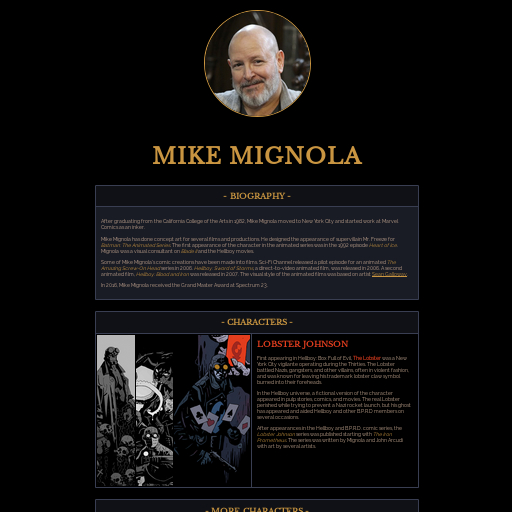 MIKE MIGNOLA
- BIOGRAPHY -
After graduating from the California College of the Arts in 1982, Mike Mignola moved to New York City and started work at Marvel
Comics as an inker.
Mike Mignola has done concept art for several films and productions. He designed the appearance of supervillain Mr. Freeze for
Batman: The Animated Series. The first appearance of the character in the animated series was in the 1992 episode Heart of Ice.
Mignola was a visual consultant on Blade II and the Hellboy movies.
Some of Mike Mignola's comic creations have been made into films. Sci-Fi Channel released a pilot episode for an animated The
Amazing Screw-On Head series in 2006. Hellboy: Sword of Storms, a direct-to-video animated film, was released in 2006. A second
animated film, Hellboy: Blood and Iron was released in 2007. The visual style of the animated films was based on artist Sean Galloway.
In 2018, Mike Mignola received the Grand Master Award at Spectrum 23.
- CHARACTERS -
LOBSTER JOHNSON
First appearing in Hellboy: Box Full of Evil, The Lobster was a New
York City vigilante operating during the Thirties. The Lobster
battled Nazis, gangsters, and other villains, often in violent fashion,
and was known for leaving his trademark lobster claw symbol
burned into their foreheads.
In the Hellboy universe, a fictional version of the character
appeared in pulp stories, comics, and movies. The real Lobster
perished while trying to prevent a Nazi rocket launch, but his ghost
has appeared and aided Hellboy and other B.P.R.D members on
several occasions.
After appearances in the Hellboy and B.P.R.D. comic series, the
Lobster Johnson series was published starting with The Iron
Prometheus. The series was written by Mignola and John Arcudi
with art by several artists.
- MORE CHARACTERS -